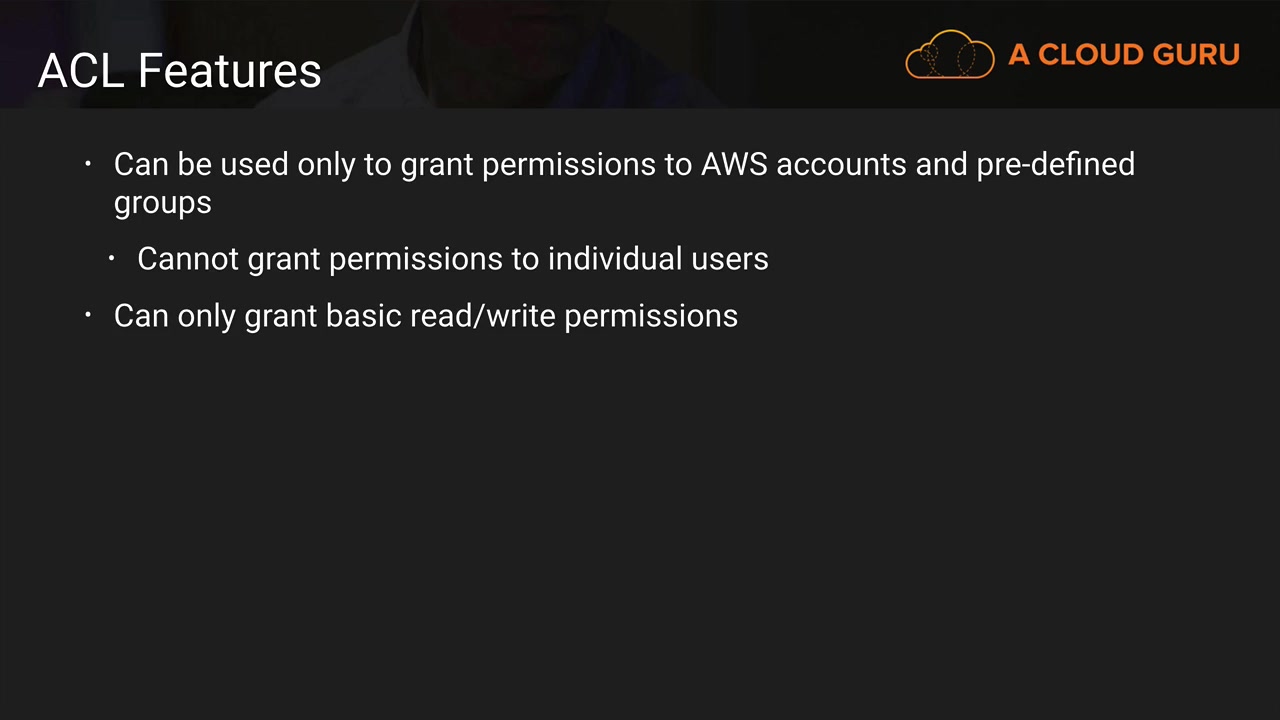 ACL Features
A CLOUD GURU
· Can be used only to grant permissions to AWS accounts and pre-defined
groups
· Cannot grant permissions to individual users
· Can only grant basic read/write permissions